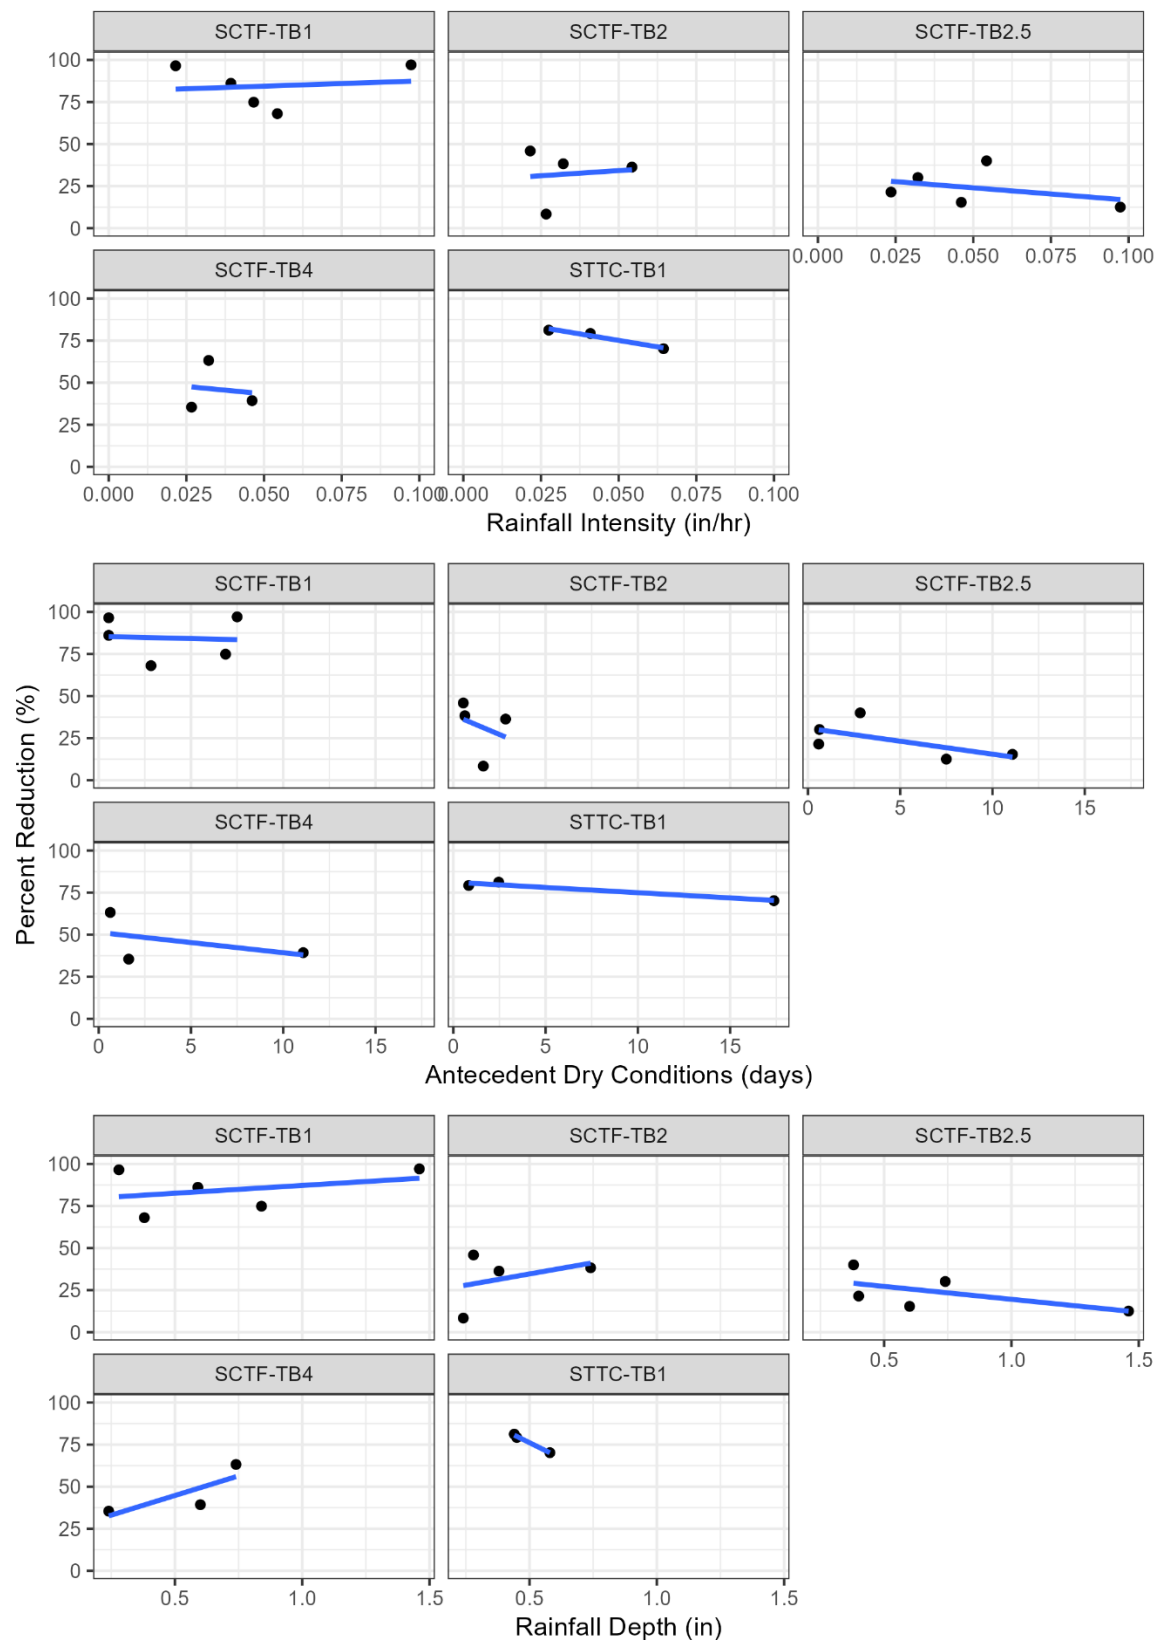 SCTF-TB1 SCTF-TB2 SCTF-TB2.5
100
75
50
25
0
0.000 0.025 0.050 0.075 0.100
SCTF-TB4 STTC-TB1
100
75
50
25
0
0.000 0.025 0.050 0.075 0.100 0.000 0.025 0.050 0.075 0.100
Rainfall Intensity (in/hr)
Percent Reduction (%)
SCTF-TB1 SCTF-TB2 SCTF-TB2.5
100
75
50
25
0
0 5 10 15
SCTF-TB4 STTC-TB1
100
75
50
25
0
0 5 10 15 0 5 10 15
Antecedent Dry Conditions (days)
SCTF-TB1 SCTF-TB2 SCTF-TB2.5
100
75
50
25
0
0.5 1.0 1.5
SCTF-TB4 STTC-TB1
100
75
50
25
0
0.5 1.0 1.5 0.5 1.0 1.5
Rainfall Depth (in)